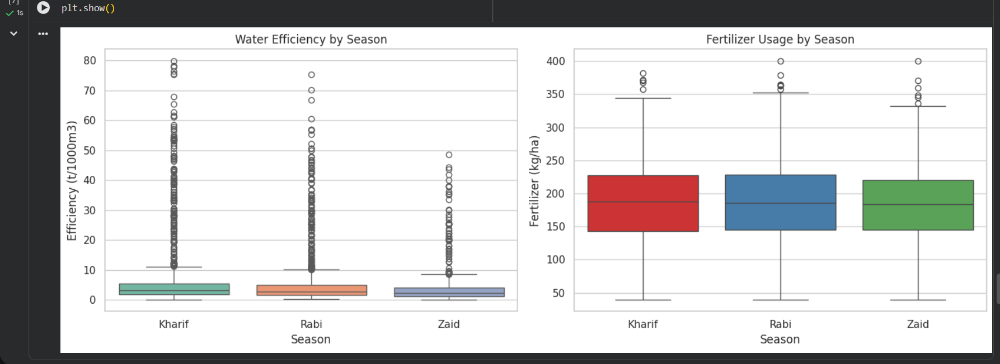 [7]
1s
plt.show()
Water Efficiency by Season
Efficiency (t/1000m3)
80
70
60
50
40
30
20
10
0
Kharif
Rabi
Zaid
Season
Fertilizer Usage by Season
Fertilizer (kg/ha)
400
350
300
250
200
150
100
50
Kharif
Rabi
Zaid
Season